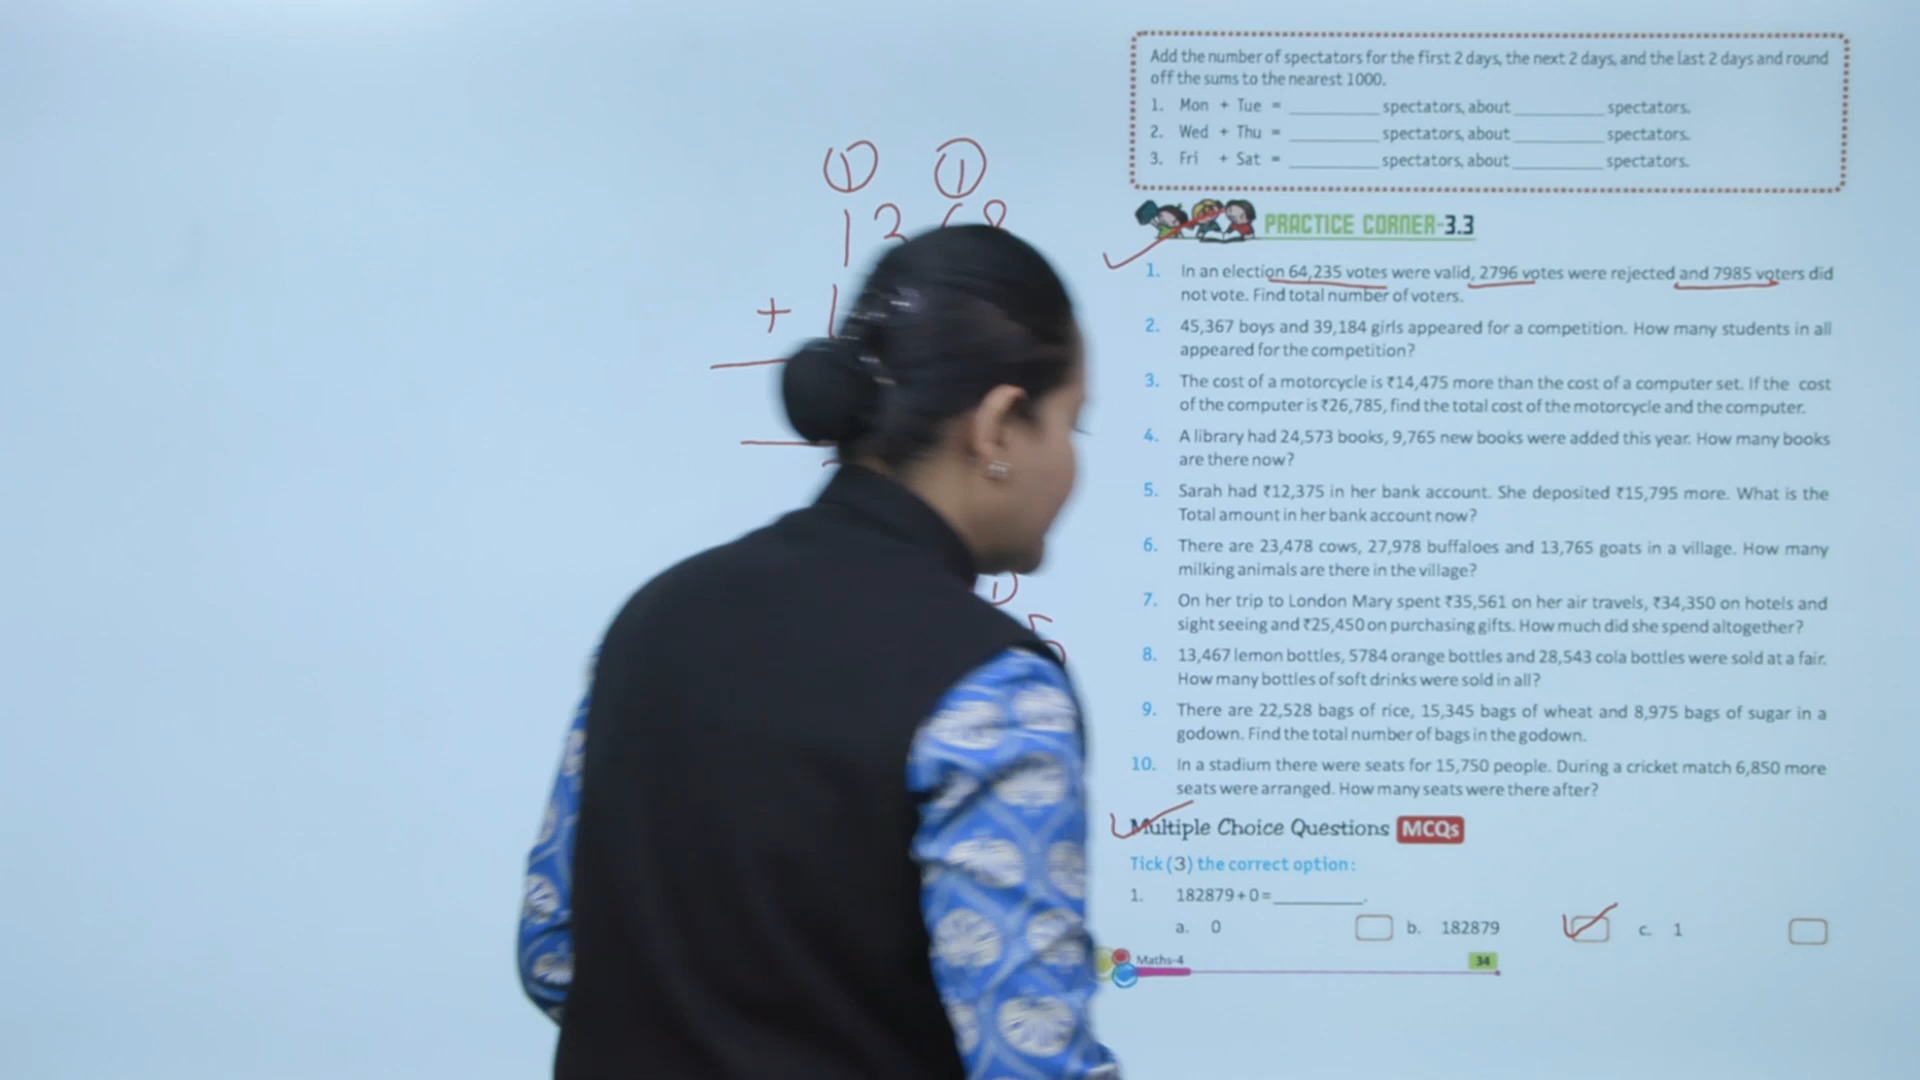 Add the number of spectators for the first 2 days, the next 2 days, and the last 2 days and round
off the sums to the nearest 1000.
1. Mon + Tue = ________ spectators, about ________ spectators.
2. Wed + Thu = ________ spectators, about ________ spectators.
3. Fri + Sat = ________ spectators, about ________ spectators.
1 1
+ 1
PRACTICE CORNER-3.3
1. In an election 64,235 votes were valid, 2796 votes were rejected and 7985 voters did
not vote. Find total number of voters.
2. 45,367 boys and 39,184 girls appeared for a competition. How many students in all
appeared for the competition?
3. The cost of a motorcycle is ₹14,475 more than the cost of a computer set. If the cost
of the computer is ₹26,785, find the total cost of the motorcycle and the computer.
4. A library had 24,573 books, 9,765 new books were added this year. How many books
are there now?
5. Sarah had ₹12,375 in her bank account. She deposited ₹15,795 more. What is the
Total amount in her bank account now?
6. There are 23,478 cows, 27,978 buffaloes and 13,765 goats in a village. How many
milking animals are there in the village?
7. On her trip to London Mary spent ₹35,561 on her air travels, ₹34,350 on hotels and
sight seeing and ₹25,450 on purchasing gifts. How much did she spend altogether?
8. 13,467 lemon bottles, 5784 orange bottles and 28,543 cola bottles were sold at a fair.
How many bottles of soft drinks were sold in all?
9. There are 22,528 bags of rice, 15,345 bags of wheat and 8,975 bags of sugar in a
godown. Find the total number of bags in the godown.
10. In a stadium there were seats for 15,750 people. During a cricket match 6,850 more
seats were arranged. How many seats were there after?
Multiple Choice Questions MCQs
Tick (3) the correct option:
1. 182879+0=________.
a. 0 b. 182879 c. 1
Maths-4 34